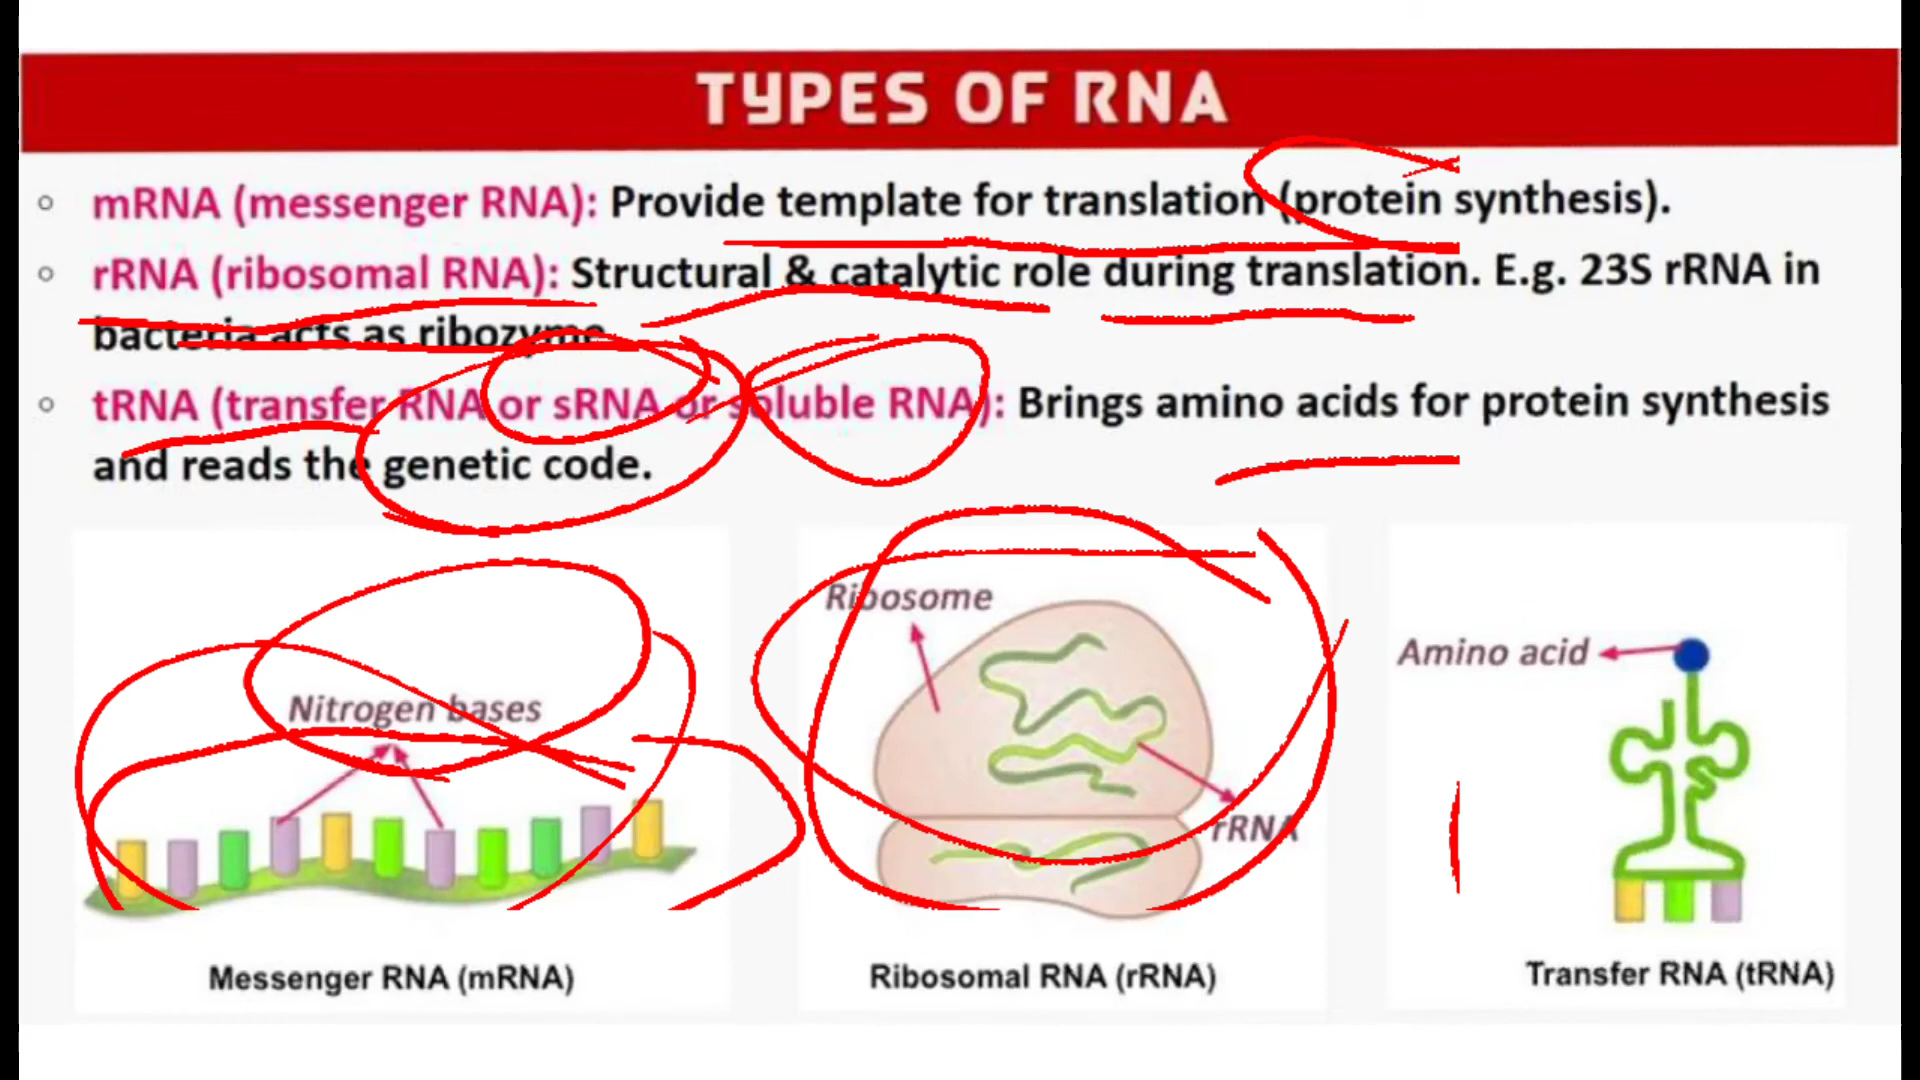 TYPES OF RNA
mRNA (messenger RNA): Provide template for translation (protein synthesis).
rRNA (ribosomal RNA): Structural & catalytic role during translation. E.g. 23S rRNA in
bacteria acts as ribozyme.
tRNA (transfer RNA or sRNA or soluble RNA): Brings amino acids for protein synthesis
and reads the genetic code.
Ribosome
Amino acid
Nitrogen bases
rRNA
Messenger RNA (mRNA)
Ribosomal RNA (rRNA)
Transfer RNA (tRNA)